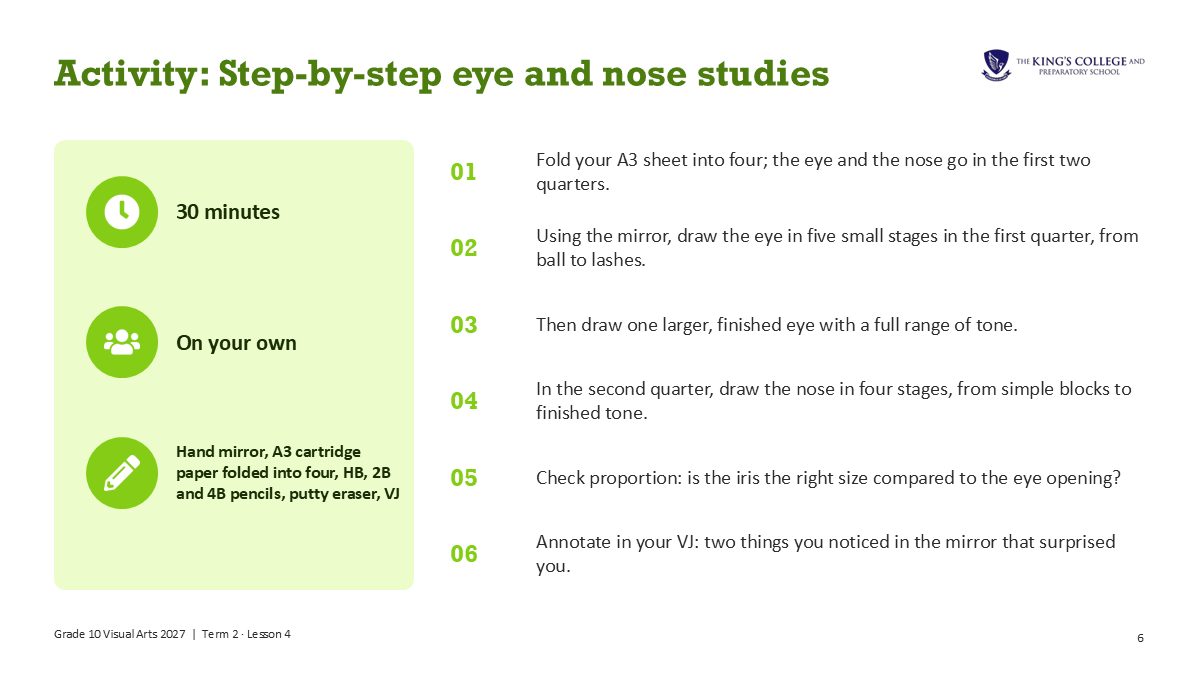 Activity: Step-by-step eye and nose studies
THE KING'S COLLEGE AND
PREPARATORY SCHOOL
30 minutes
On your own
Hand mirror, A3 cartridge
paper folded into four, HB, 2B
and 4B pencils, putty eraser, VJ
01
Fold your A3 sheet into four; the eye and the nose go in the first two
quarters.
02
Using the mirror, draw the eye in five small stages in the first quarter, from
ball to lashes.
03
Then draw one larger, finished eye with a full range of tone.
04
In the second quarter, draw the nose in four stages, from simple blocks to
finished tone.
05
Check proportion: is the iris the right size compared to the eye opening?
06
Annotate in your VJ: two things you noticed in the mirror that surprised
you.
Grade 10 Visual Arts 2027 | Term 2 · Lesson 4
6